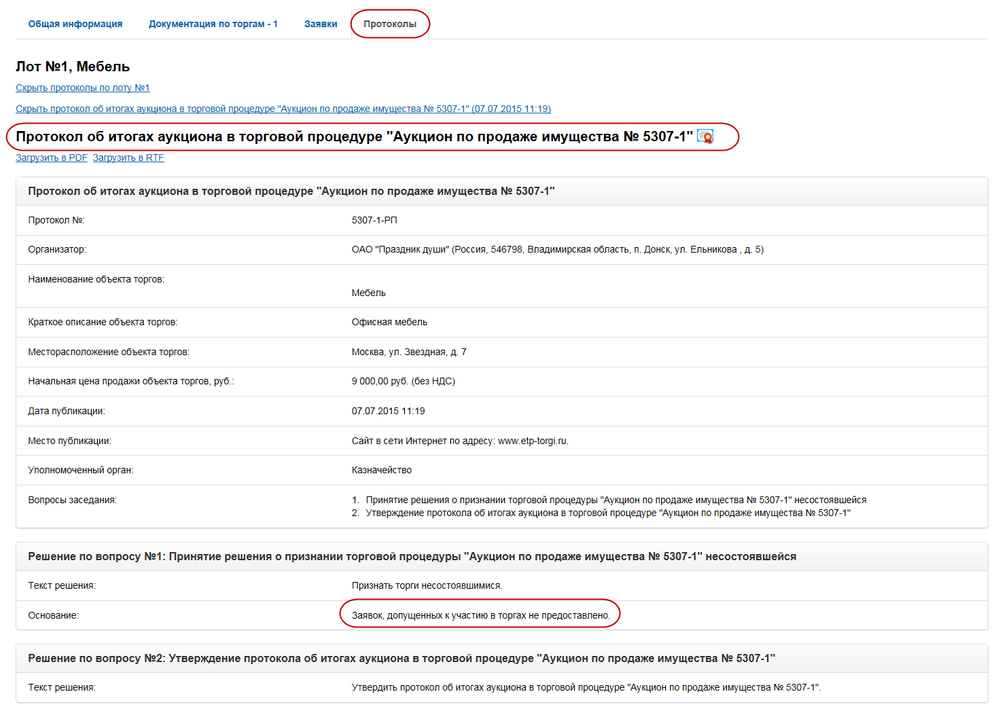 Общая информация Документация по торгам - 1 Заявки Протоколы
Лот №1, Мебель
Скрыть протоколы по лоту №1
Скрыть протокол об итогах аукциона в торговой процедуре "Аукцион по продаже имущества № 5307-1" (07.07.2015 11:19)
Протокол об итогах аукциона в торговой процедуре "Аукцион по продаже имущества № 5307-1"
Загрузить в PDF Загрузить в RTF
Протокол об итогах аукциона в торговой процедуре "Аукцион по продаже имущества № 5307-1"
Протокол №: 5307-1-РП
Организатор: ОАО "Праздник души" (Россия, 546798, Владимирская область, п. Донск, ул. Ельникова , д. 5)
Наименование объекта торгов:
Мебель
Краткое описание объекта торгов: Офисная мебель
Месторасположение объекта торгов: Москва, ул. Звездная, д. 7
Начальная цена продажи объекта торгов, руб.: 9 000,00 руб. (без НДС)
Дата публикации: 07.07.2015 11:19
Место публикации: Сайт в сети Интернет по адресу: www.etp-torgi.ru.
Уполномоченный орган: Казначейство
Вопросы заседания: 1. Принятие решения о признании торговой процедуры "Аукцион по продаже имущества № 5307-1" несостоявшейся
2. Утверждение протокола об итогах аукциона в торговой процедуре "Аукцион по продаже имущества № 5307-1"
Решение по вопросу №1: Принятие решения о признании торговой процедуры "Аукцион по продаже имущества № 5307-1" несостоявшейся
Текст решения: Признать торги несостоявшимися.
Основание: Заявок, допущенных к участию в торгах не предоставлено.
Решение по вопросу №2: Утверждение протокола об итогах аукциона в торговой процедуре "Аукцион по продаже имущества № 5307-1"
Текст решения: Утвердить протокол об итогах аукциона в торговой процедуре "Аукцион по продаже имущества № 5307-1".